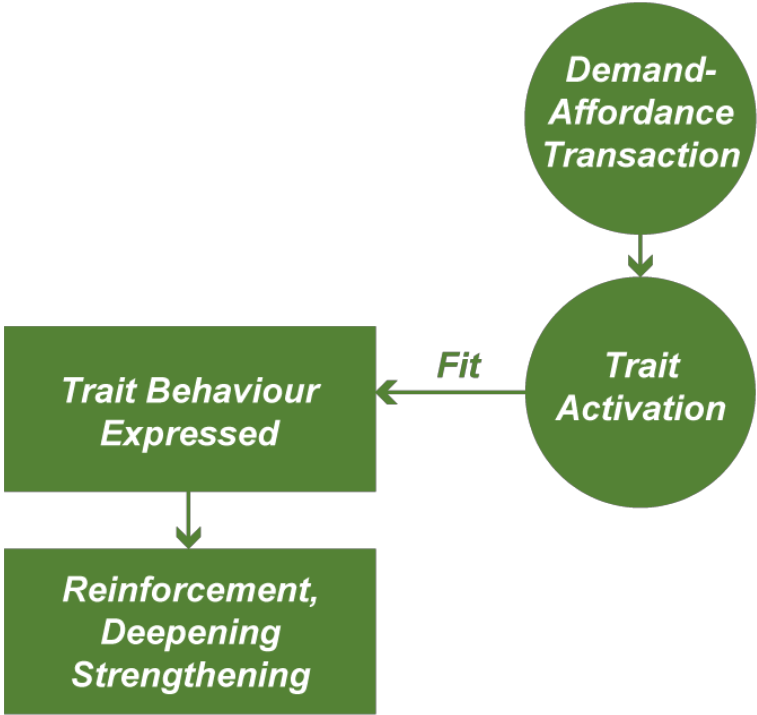 Demand-
Affordance
Transaction
Trait
Activation
Fit
Trait Behaviour
Expressed
Reinforcement,
Deepening
Strengthening